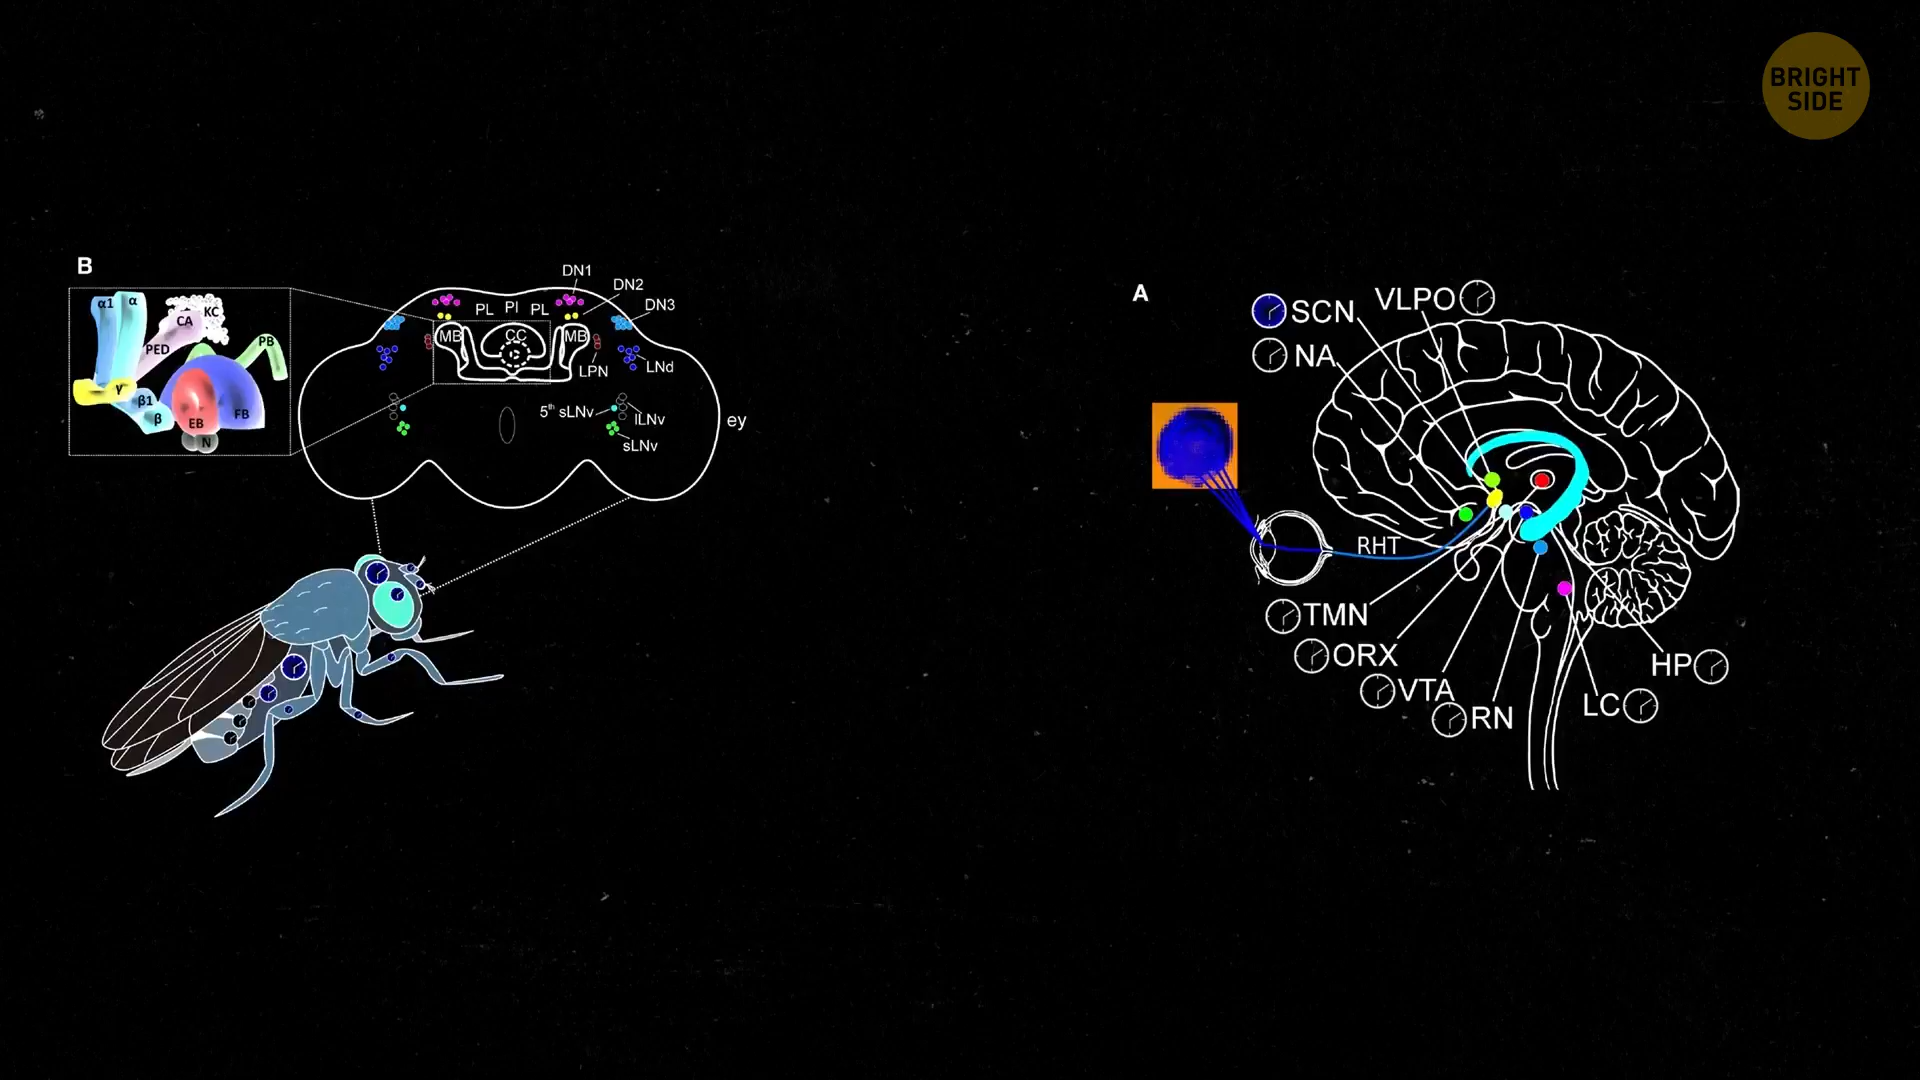 BRIGHT
SIDE
B
α1
α
KC
CA
PED
PB
γ
β1
β
EB
FB
N
DN1
DN2
DN3
PL
PI
PL
MB
CC
MB
LPN
LNd
5th sLNv
lLNv
sLNv
ey
A
SCN
VLPO
NA
RHT
TMN
ORX
VTA
RN
LC
HP